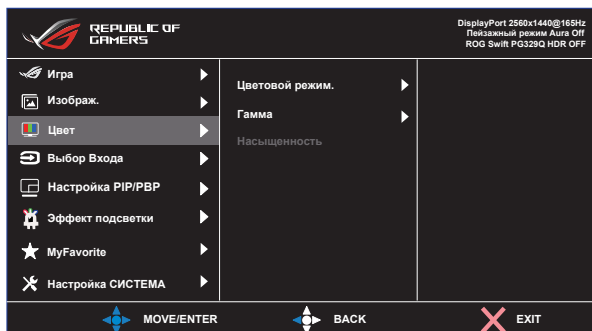 REPUBLIC OF
GAMERS
DisplayPort 2560x1440@165Hz
Пейзажный режим Aura Off
ROG Swift PG329Q HDR OFF
Игра
Изображ.
Цвет
Выбор Входа
Настройка PIP/PBP
Эффект подсветки
MyFavorite
Настройка СИСТЕМА
Цветовой режим.
Гамма
Насыщенность
MOVE/ENTER
BACK
EXIT